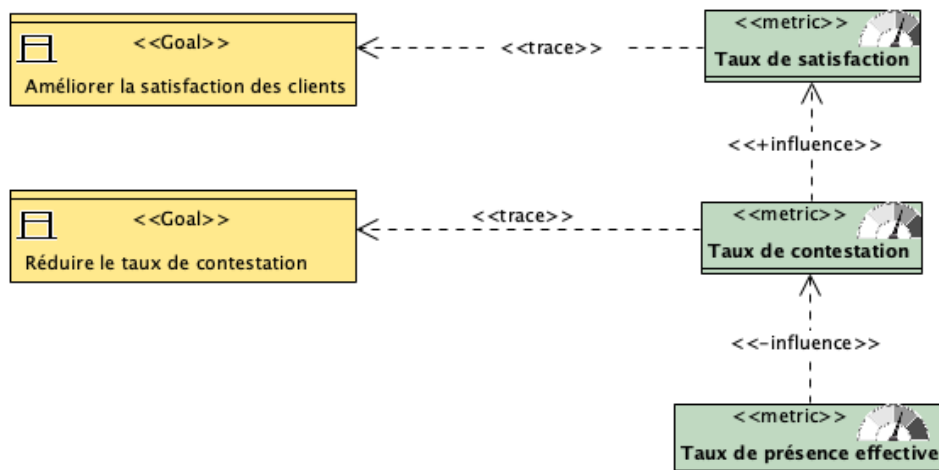 <<Goal>>
Améliorer la satisfaction des clients
<<trace>>
<<metric>>
Taux de satisfaction
<<+influence>>
<<Goal>>
Réduire le taux de contestation
<<trace>>
<<metric>>
Taux de contestation
<<-influence>>
<<metric>>
Taux de présence effective